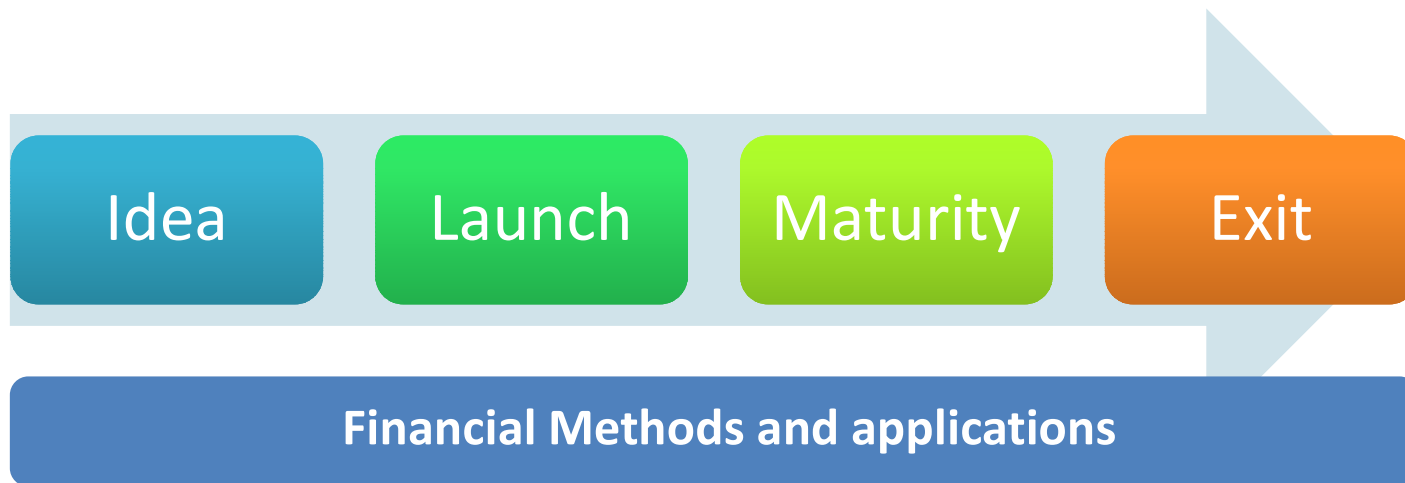 Idea
Launch
Maturity
Exit
Financial Methods and applications